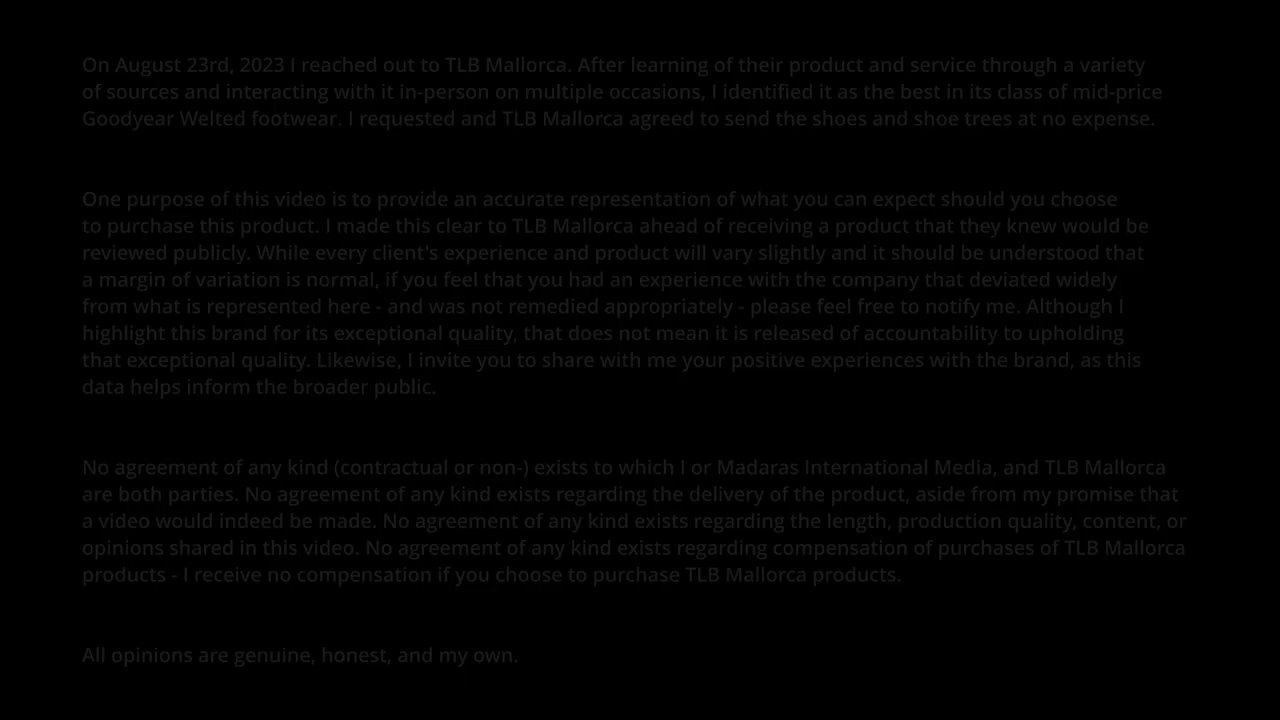 On August 23rd, 2023 I reached out to TLB Mallorca. After learning of their product and service through a variety
of sources and interacting with it in-person on multiple occasions, I identified it as the best in its class of mid-price
Goodyear Welted footwear. I requested and TLB Mallorca agreed to send the shoes and shoe trees at no expense.
One purpose of this video is to provide an accurate representation of what you can expect should you choose
to purchase this product. I made this clear to TLB Mallorca ahead of receiving a product that they knew would be
reviewed publicly. While every client's experience and product will vary slightly and it should be understood that
a margin of variation is normal, if you feel that you had an experience with the company that deviated widely
from what is represented here - and was not remedied appropriately - please feel free to notify me. Although I
highlight this brand for its exceptional quality, that does not mean it is released of accountability to upholding
that exceptional quality. Likewise, I invite you to share with me your positive experiences with the brand, as this
data helps inform the broader public.
No agreement of any kind (contractual or non-) exists to which I or Madaras International Media, and TLB Mallorca
are both parties. No agreement of any kind exists regarding the delivery of the product, aside from my promise that
a video would indeed be made. No agreement of any kind exists regarding the length, production quality, content, or
opinions shared in this video. No agreement of any kind exists regarding compensation of purchases of TLB Mallorca
products - I receive no compensation if you choose to purchase TLB Mallorca products.
All opinions are genuine, honest, and my own.